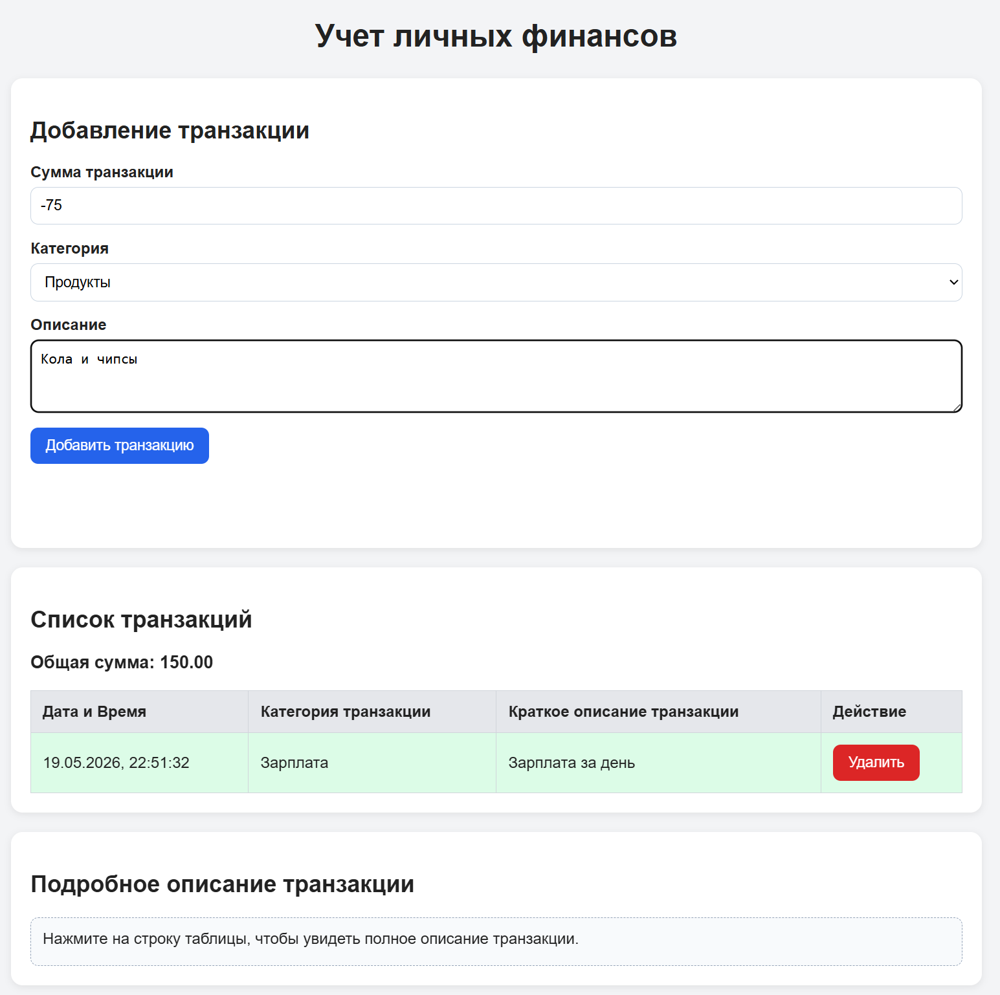 Учет личных финансов
Добавление транзакции
Сумма транзакции
-75
Категория
Продукты
Описание
Кола и чипсы
Добавить транзакцию
Список транзакций
Общая сумма: 150.00
Дата и Время Категория транзакции Краткое описание транзакции Действие
19.05.2026, 22:51:32 Зарплата Зарплата за день Удалить
Подробное описание транзакции
Нажмите на строку таблицы, чтобы увидеть полное описание транзакции.